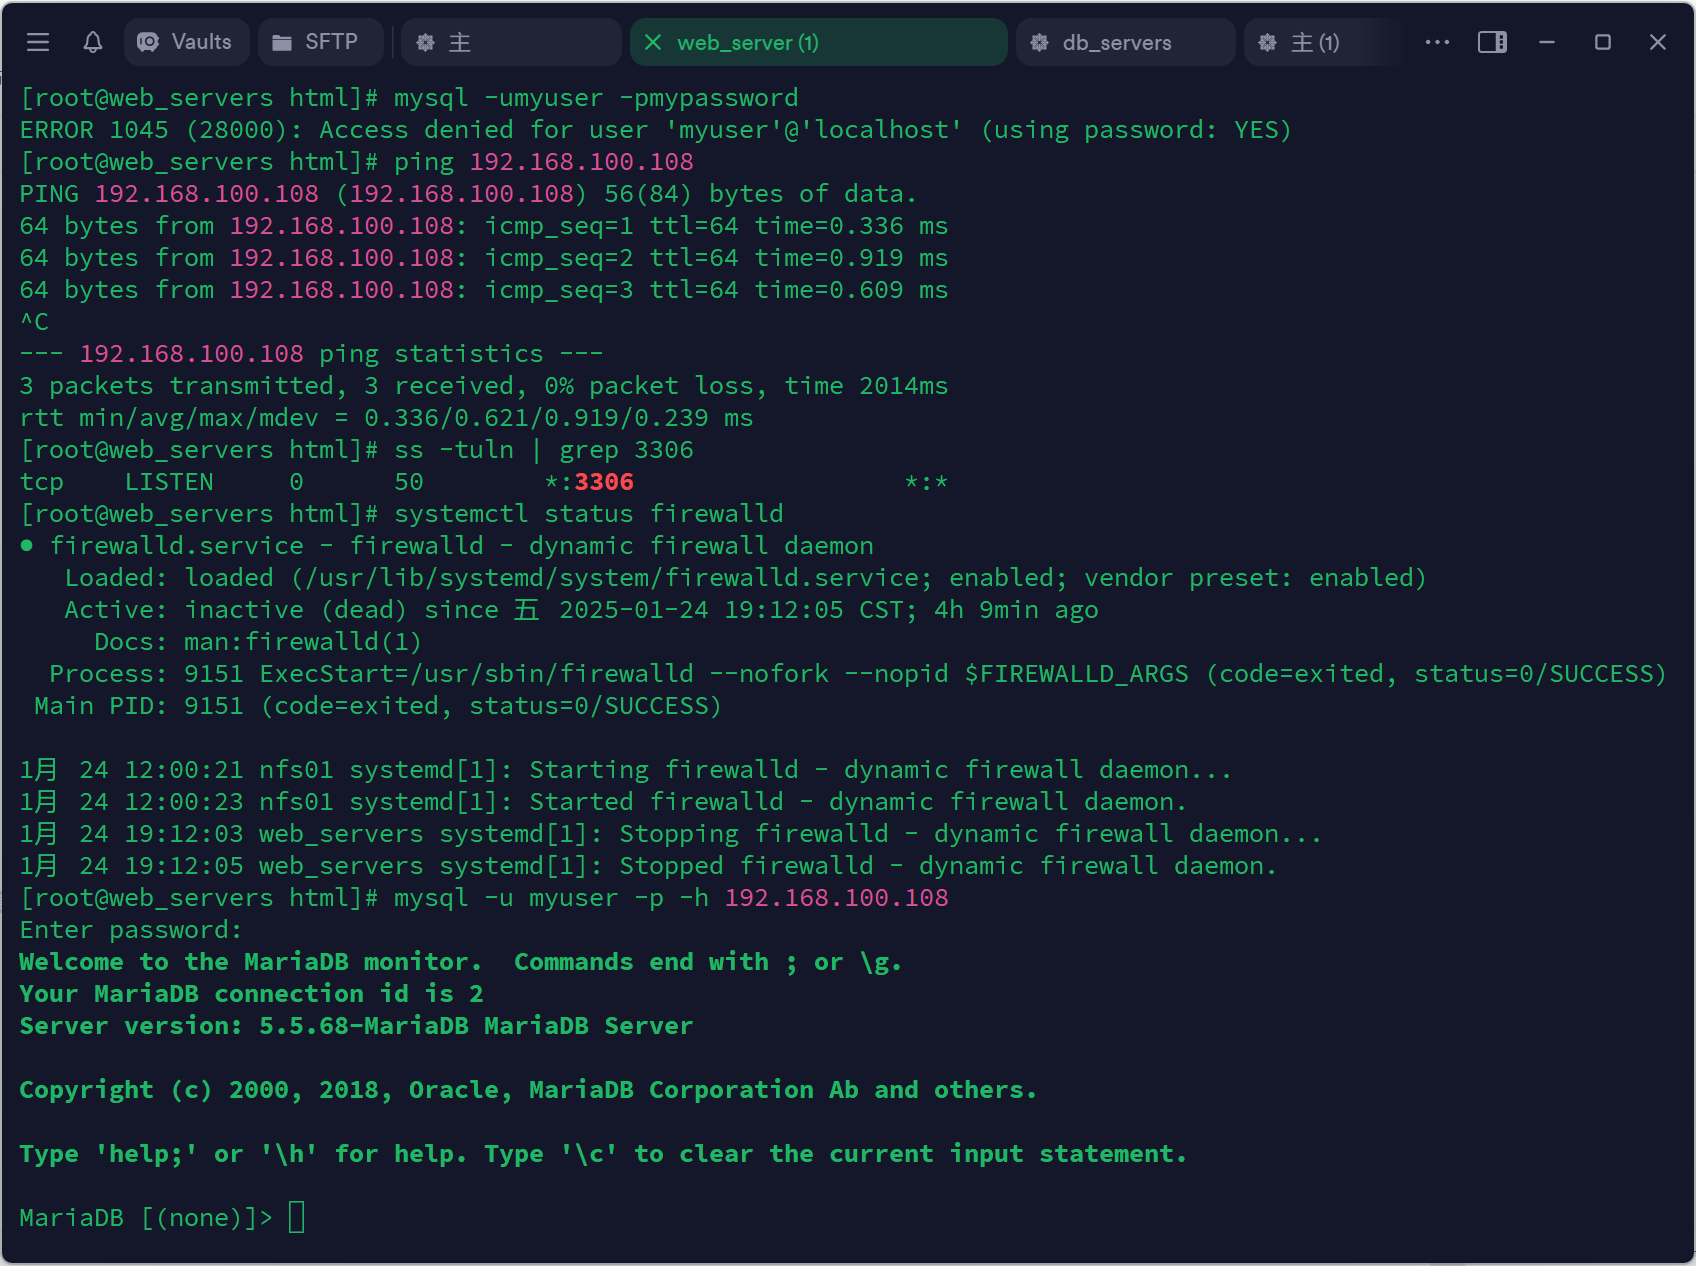 Vaults SFTP 主 web_server (1) db_servers 主 (1)
[root@web_servers html]# mysql -umyuser -pmypassword
ERROR 1045 (28000): Access denied for user 'myuser'@'localhost' (using password: YES)
[root@web_servers html]# ping 192.168.100.108
PING 192.168.100.108 (192.168.100.108) 56(84) bytes of data.
64 bytes from 192.168.100.108: icmp_seq=1 ttl=64 time=0.336 ms
64 bytes from 192.168.100.108: icmp_seq=2 ttl=64 time=0.919 ms
64 bytes from 192.168.100.108: icmp_seq=3 ttl=64 time=0.609 ms
^C
--- 192.168.100.108 ping statistics ---
3 packets transmitted, 3 received, 0% packet loss, time 2014ms
rtt min/avg/max/mdev = 0.336/0.621/0.919/0.239 ms
[root@web_servers html]# ss -tuln | grep 3306
tcp    LISTEN     0      50        *:3306                  *:*
[root@web_servers html]# systemctl status firewalld
● firewalld.service - firewalld - dynamic firewall daemon
   Loaded: loaded (/usr/lib/systemd/system/firewalld.service; enabled; vendor preset: enabled)
   Active: inactive (dead) since 五 2025-01-24 19:12:05 CST; 4h 9min ago
     Docs: man:firewalld(1)
  Process: 9151 ExecStart=/usr/sbin/firewalld --nofork --nopid $FIREWALLD_ARGS (code=exited, status=0/SUCCESS)
 Main PID: 9151 (code=exited, status=0/SUCCESS)
1月 24 12:00:21 nfs01 systemd[1]: Starting firewalld - dynamic firewall daemon...
1月 24 12:00:23 nfs01 systemd[1]: Started firewalld - dynamic firewall daemon.
1月 24 19:12:03 web_servers systemd[1]: Stopping firewalld - dynamic firewall daemon...
1月 24 19:12:05 web_servers systemd[1]: Stopped firewalld - dynamic firewall daemon.
[root@web_servers html]# mysql -u myuser -p -h 192.168.100.108
Enter password:
Welcome to the MariaDB monitor.  Commands end with ; or \g.
Your MariaDB connection id is 2
Server version: 5.5.68-MariaDB MariaDB Server
Copyright (c) 2000, 2018, Oracle, MariaDB Corporation Ab and others.
Type 'help;' or '\h' for help. Type '\c' to clear the current input statement.
MariaDB [(none)]>